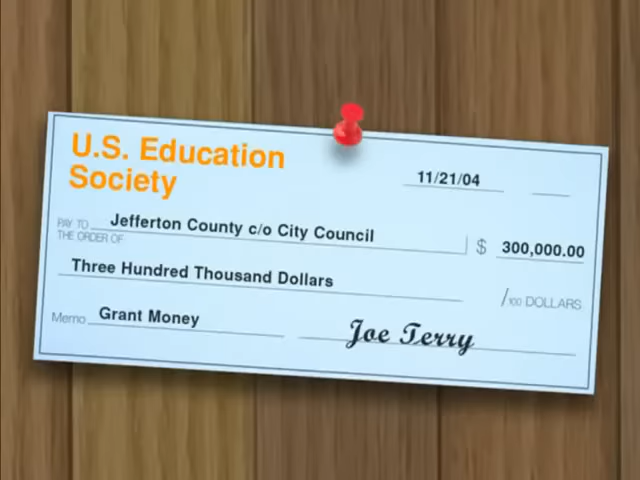 U.S. Education
Society
11/21/04
PAY TO Jefferton County c/o City Council $ 300,000.00
THE ORDER OF
Three Hundred Thousand Dollars /100 DOLLARS
Memo Grant Money Joe Terry